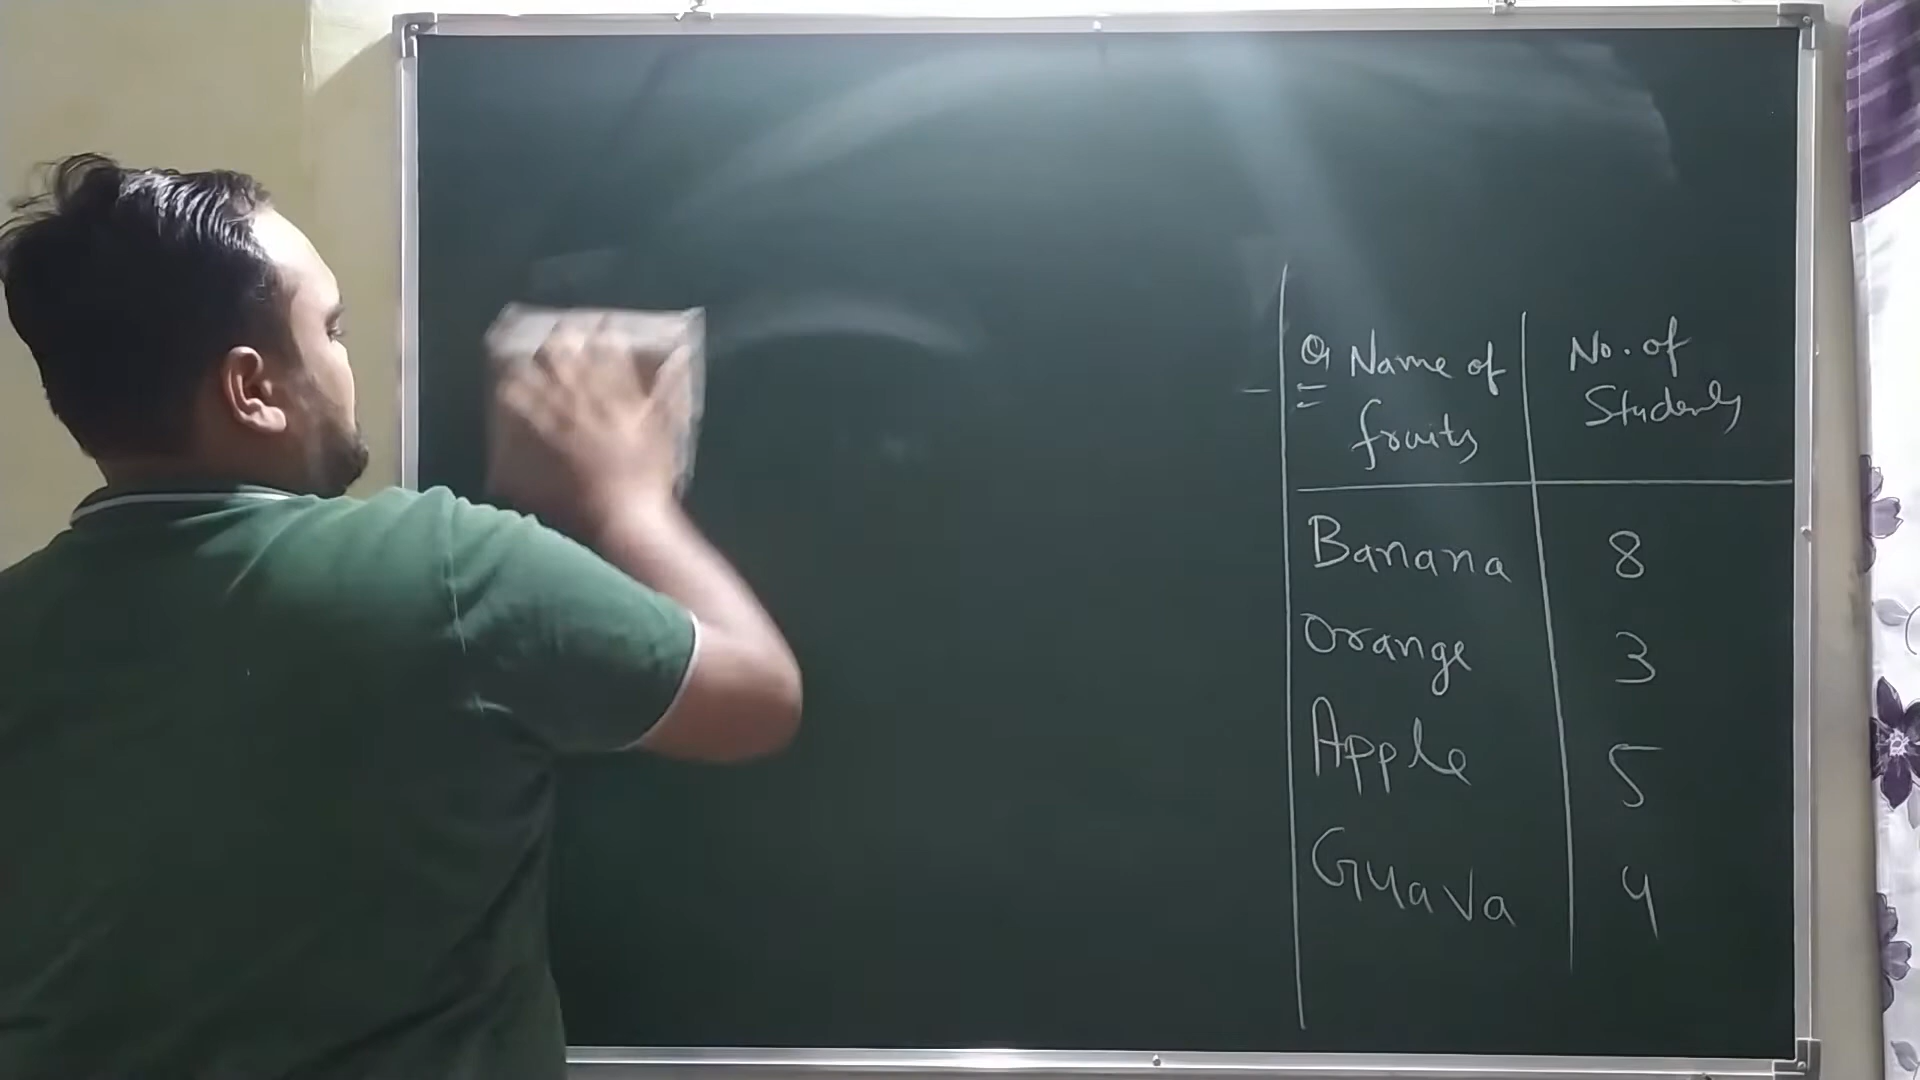 Q Name of No. of
fruits Students
Banana 8
Orange 3
Apple 5
Guava 4